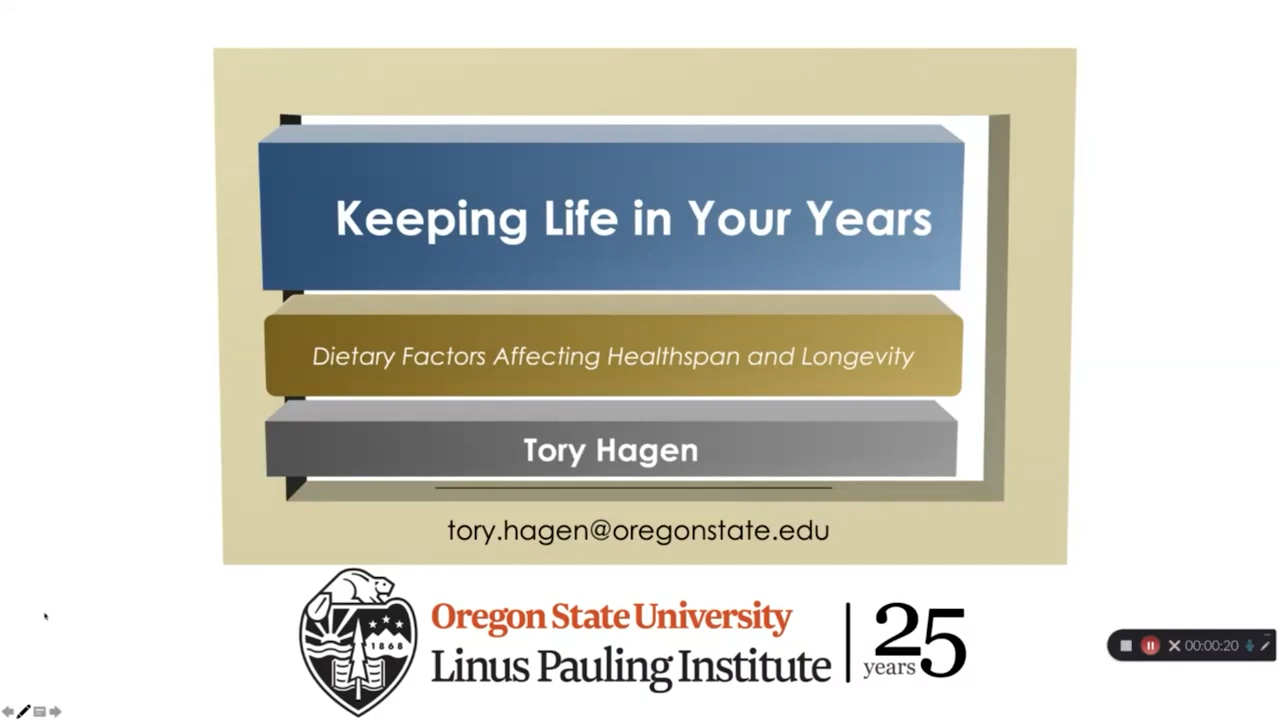 Keeping Life in Your Years
Dietary Factors Affecting Healthspan and Longevity
Tory Hagen
tory.hagen@oregonstate.edu
1868
Oregon State University
Linus Pauling Institute
25
years
00:00:20